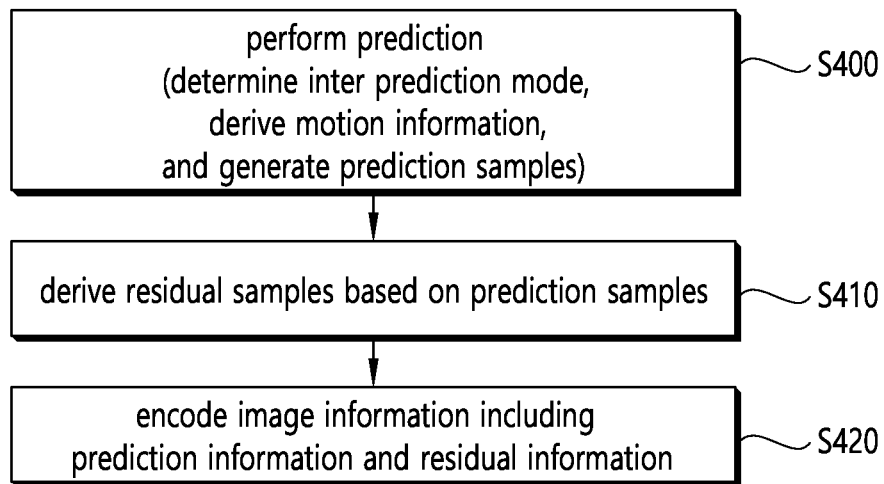 perform prediction
(determine inter prediction mode,
derive motion information,
and generate prediction samples)
S400
derive residual samples based on prediction samples
S410
encode image information including
prediction information and residual information
S420